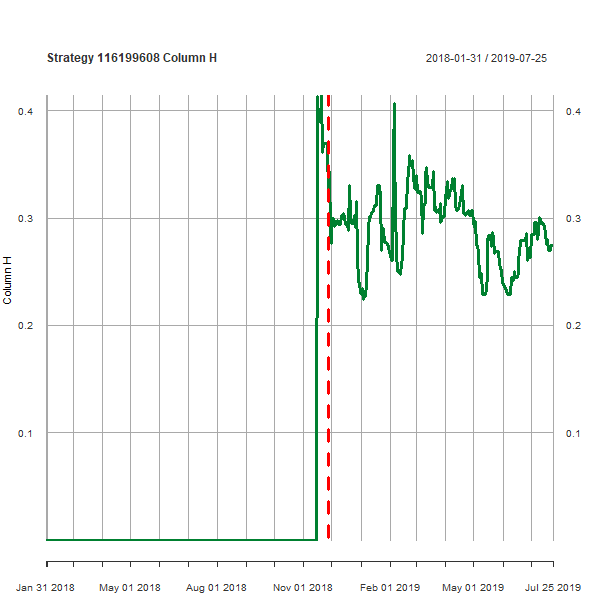 Strategy 116199608 Column H
2018-01-31 / 2019-07-25
0.4 0.4
0.3 0.3
0.2 0.2
0.1 0.1
Column H
Jan 31 2018 May 01 2018 Aug 01 2018 Nov 01 2018 Feb 01 2019 May 01 2019 Jul 25 2019